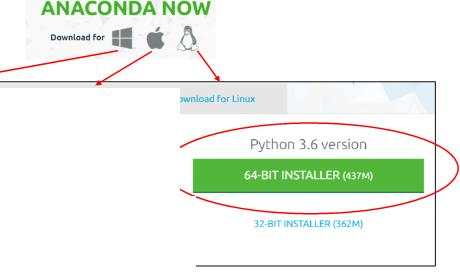 ANACONDA NOW
Download for
ownload for Linux
Python 3.6 version
64-BIT INSTALLER (437M)
32-BIT INSTALLER (362M)